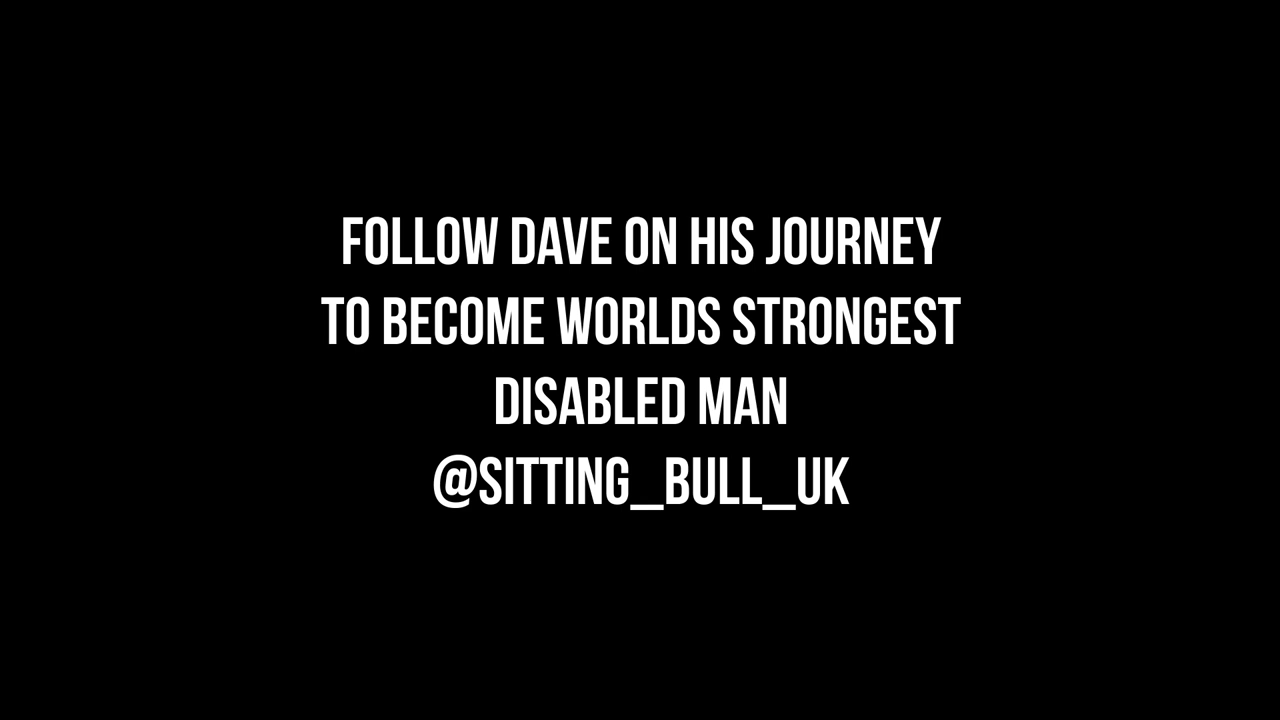 FOLLOW DAVE ON HIS JOURNEY
TO BECOME WORLDS STRONGEST
DISABLED MAN
@SITTING_BULL_UK